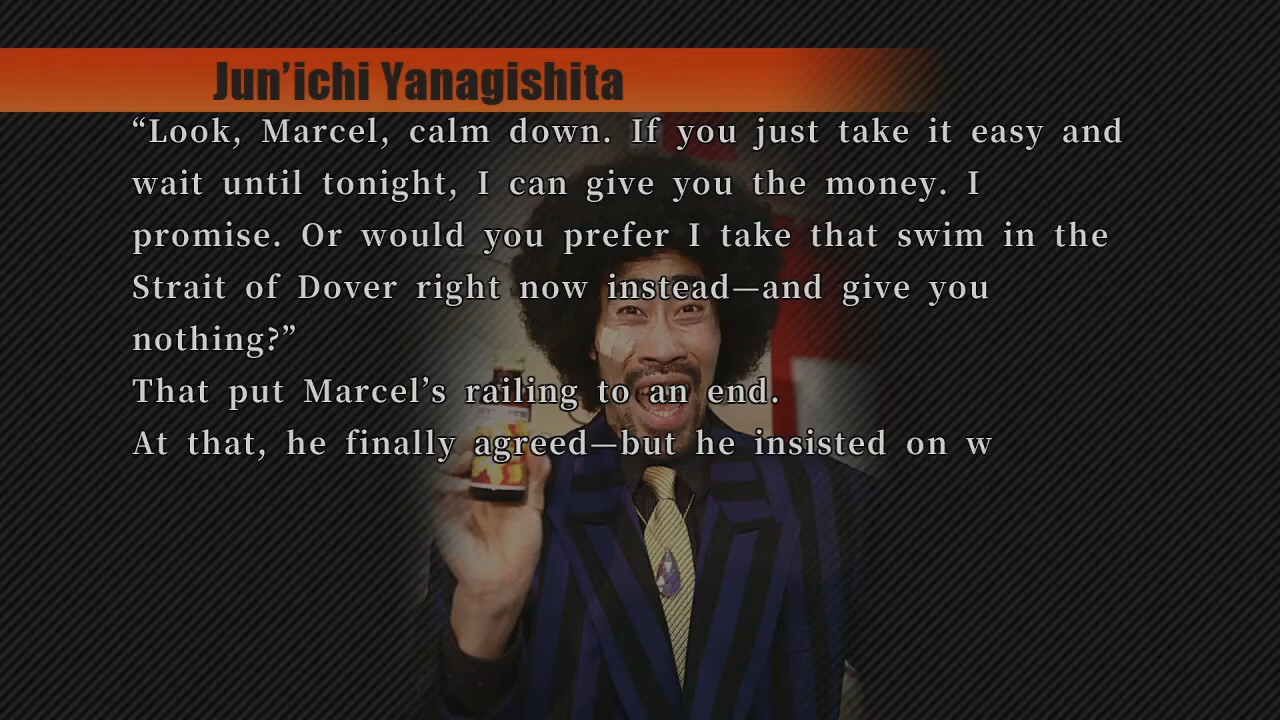 Jun’ichi Yanagishita
“Look, Marcel, calm down. If you just take it easy and
wait until tonight, I can give you the money. I
promise. Or would you prefer I take that swim in the
Strait of Dover right now instead—and give you
nothing?”
That put Marcel’s railing to an end.
At that, he finally agreed—but he insisted on w